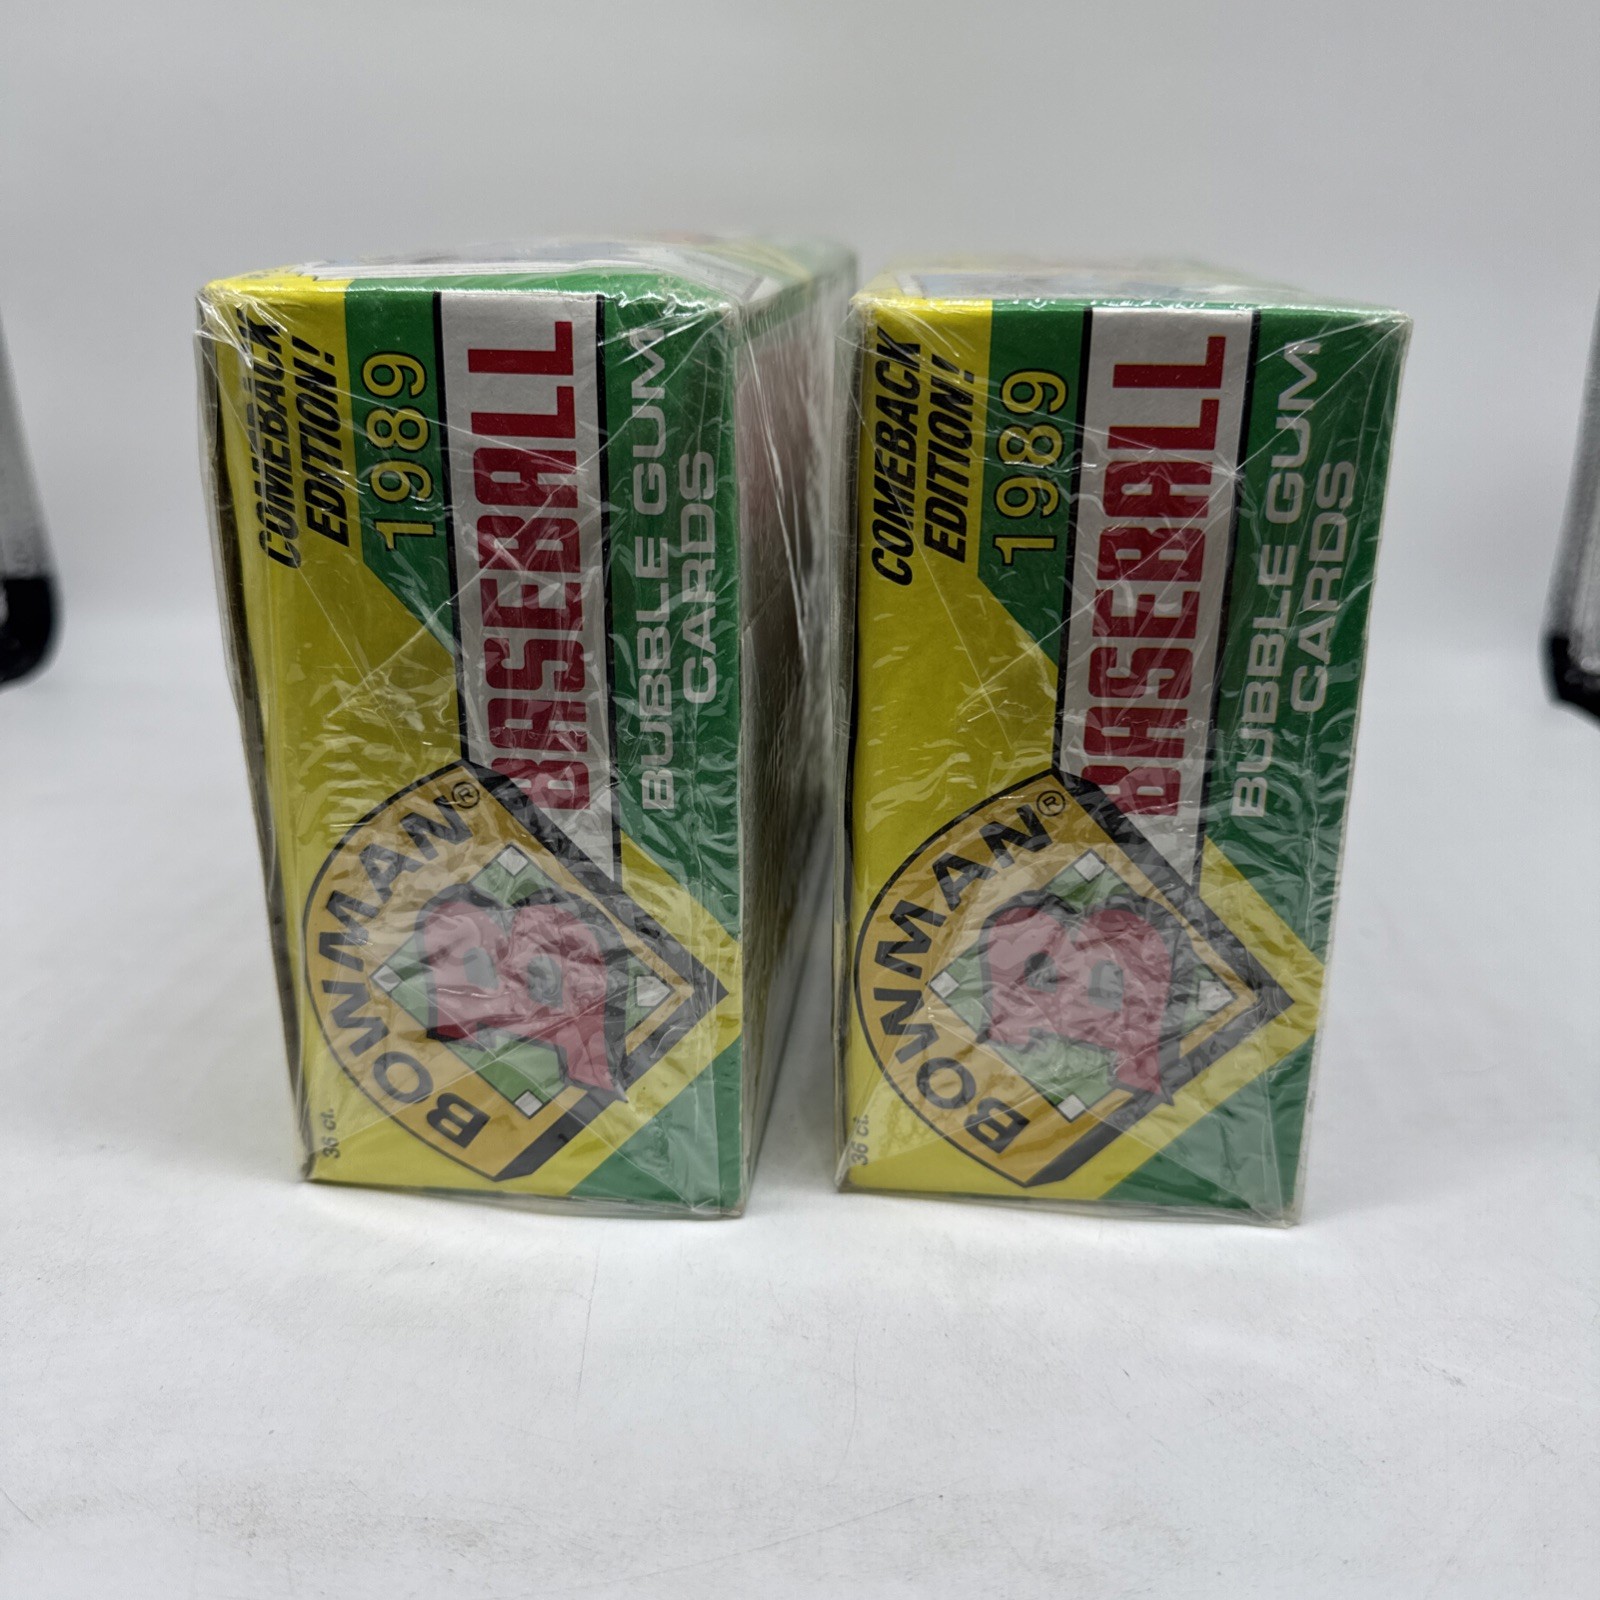 COMEBACK
EDITION!
1989
BASEBALL
BUBBLE GUM
CARDS
BOWMAN®
B
36 ct.
COMEBACK
EDITION!
1989
BASEBALL
BUBBLE GUM
CARDS
BOWMAN®
B
36 ct.